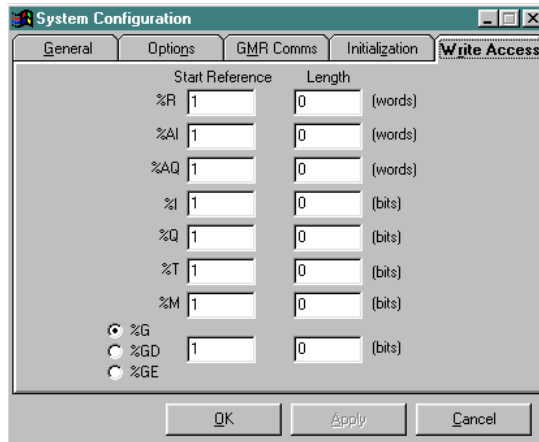 System Configuration
General Options GMR Comms Initialization Write Access
Start Reference Length
%R 1 0 (words)
%AI 1 0 (words)
%AQ 1 0 (words)
%I 1 0 (bits)
%Q 1 0 (bits)
%T 1 0 (bits)
%M 1 0 (bits)
%G
%GD 1 0 (bits)
%GE
OK Apply Cancel